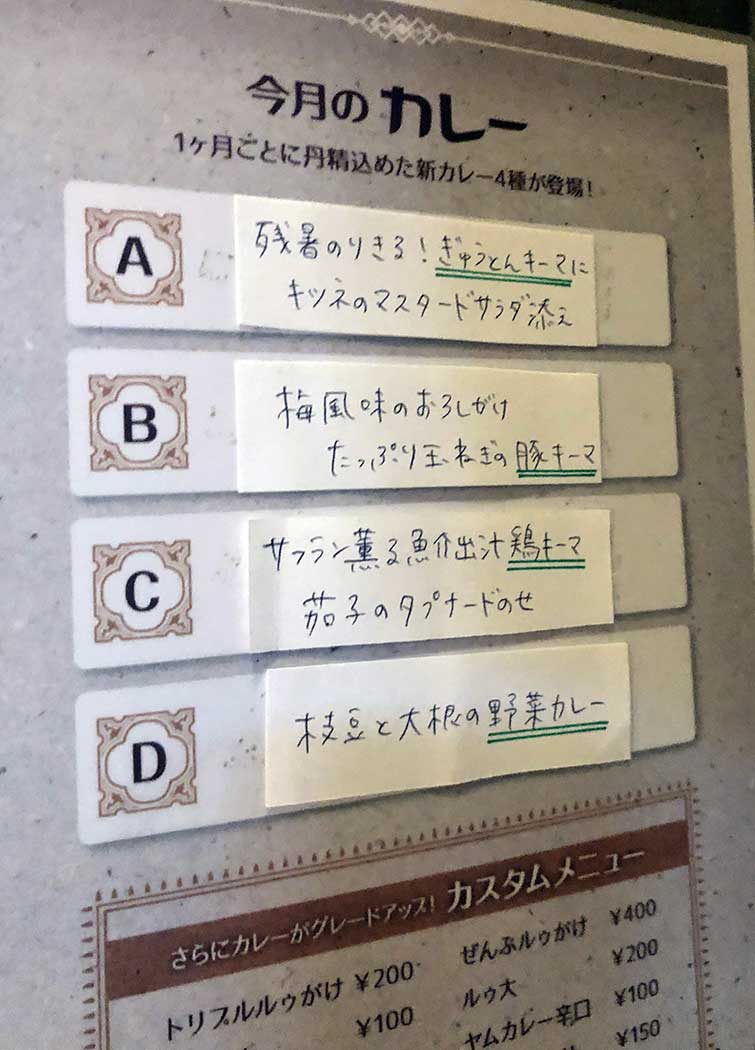 今月のカレー
1ヶ月ごとに丹精込めた新カレー4種が登場!
A
残暑のりきる!ぎゅうとんキーマに
キツネのマスタードサラダ添え
B
梅風味のおろしがけ
たっぷり玉ねぎの豚キーマ
C
サフラン薫る魚介出汁鶏キーマ
茄子のタプナードのせ
D
枝豆と大根の野菜カレー
さらにカレーがグレードアップ! カスタムメニュー
トリプルルゥがけ ¥200
¥100
ぜんぶルゥがけ ¥400
ルゥ大 ¥200
ヤムカレー辛口 ¥100
¥150